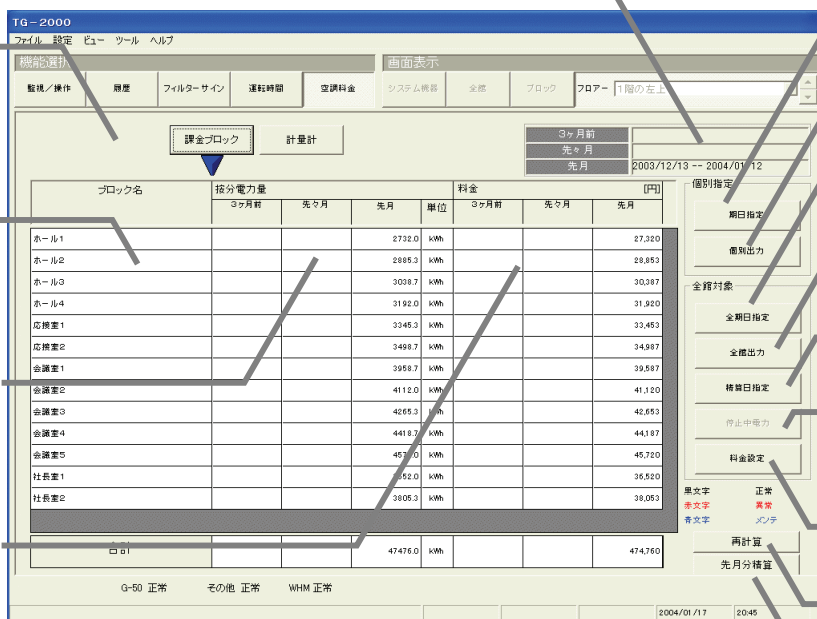 TG-2000
ファイル 設定 ビュー ツール ヘルプ
機能選択 画面表示
監視／操作 履歴 フィルターサイン 運転時間 空調料金 システム機器 全館 ブロック フロアー 1階の左上
課金ブロック 計量計
3ヶ月前
先々月
先月 2003/12/13 -- 2004/01/12
ブロック名 按分電力量 料金 [円]
3ヶ月前 先々月 先月 単位 3ヶ月前 先々月 先月
ホール1 2732.0 kWh 27,320
ホール2 2885.3 kWh 28,853
ホール3 3038.7 kWh 30,387
ホール4 3192.0 kWh 31,920
応接室1 3345.3 kWh 33,453
応接室2 3498.7 kWh 34,987
会議室1 3958.7 kWh 39,587
会議室2 4112.0 kWh 41,120
会議室3 4265.3 kWh 42,653
会議室4 4418.7 kWh 44,187
会議室5 kWh 45,720
社長室1 kWh 36,520
社長室2 3805.3 kWh 38,053
合計 47476.0 kWh 474,760
個別指定
期日指定
個別出力
全館対象
全期日指定
全館出力
精算日指定
停止中電力
料金設定
黒文字 正常
赤文字 異常
青文字 メンテ
再計算
先月分積算
G-50 正常 その他 正常 WHM 正常
2004/01/17 20:45